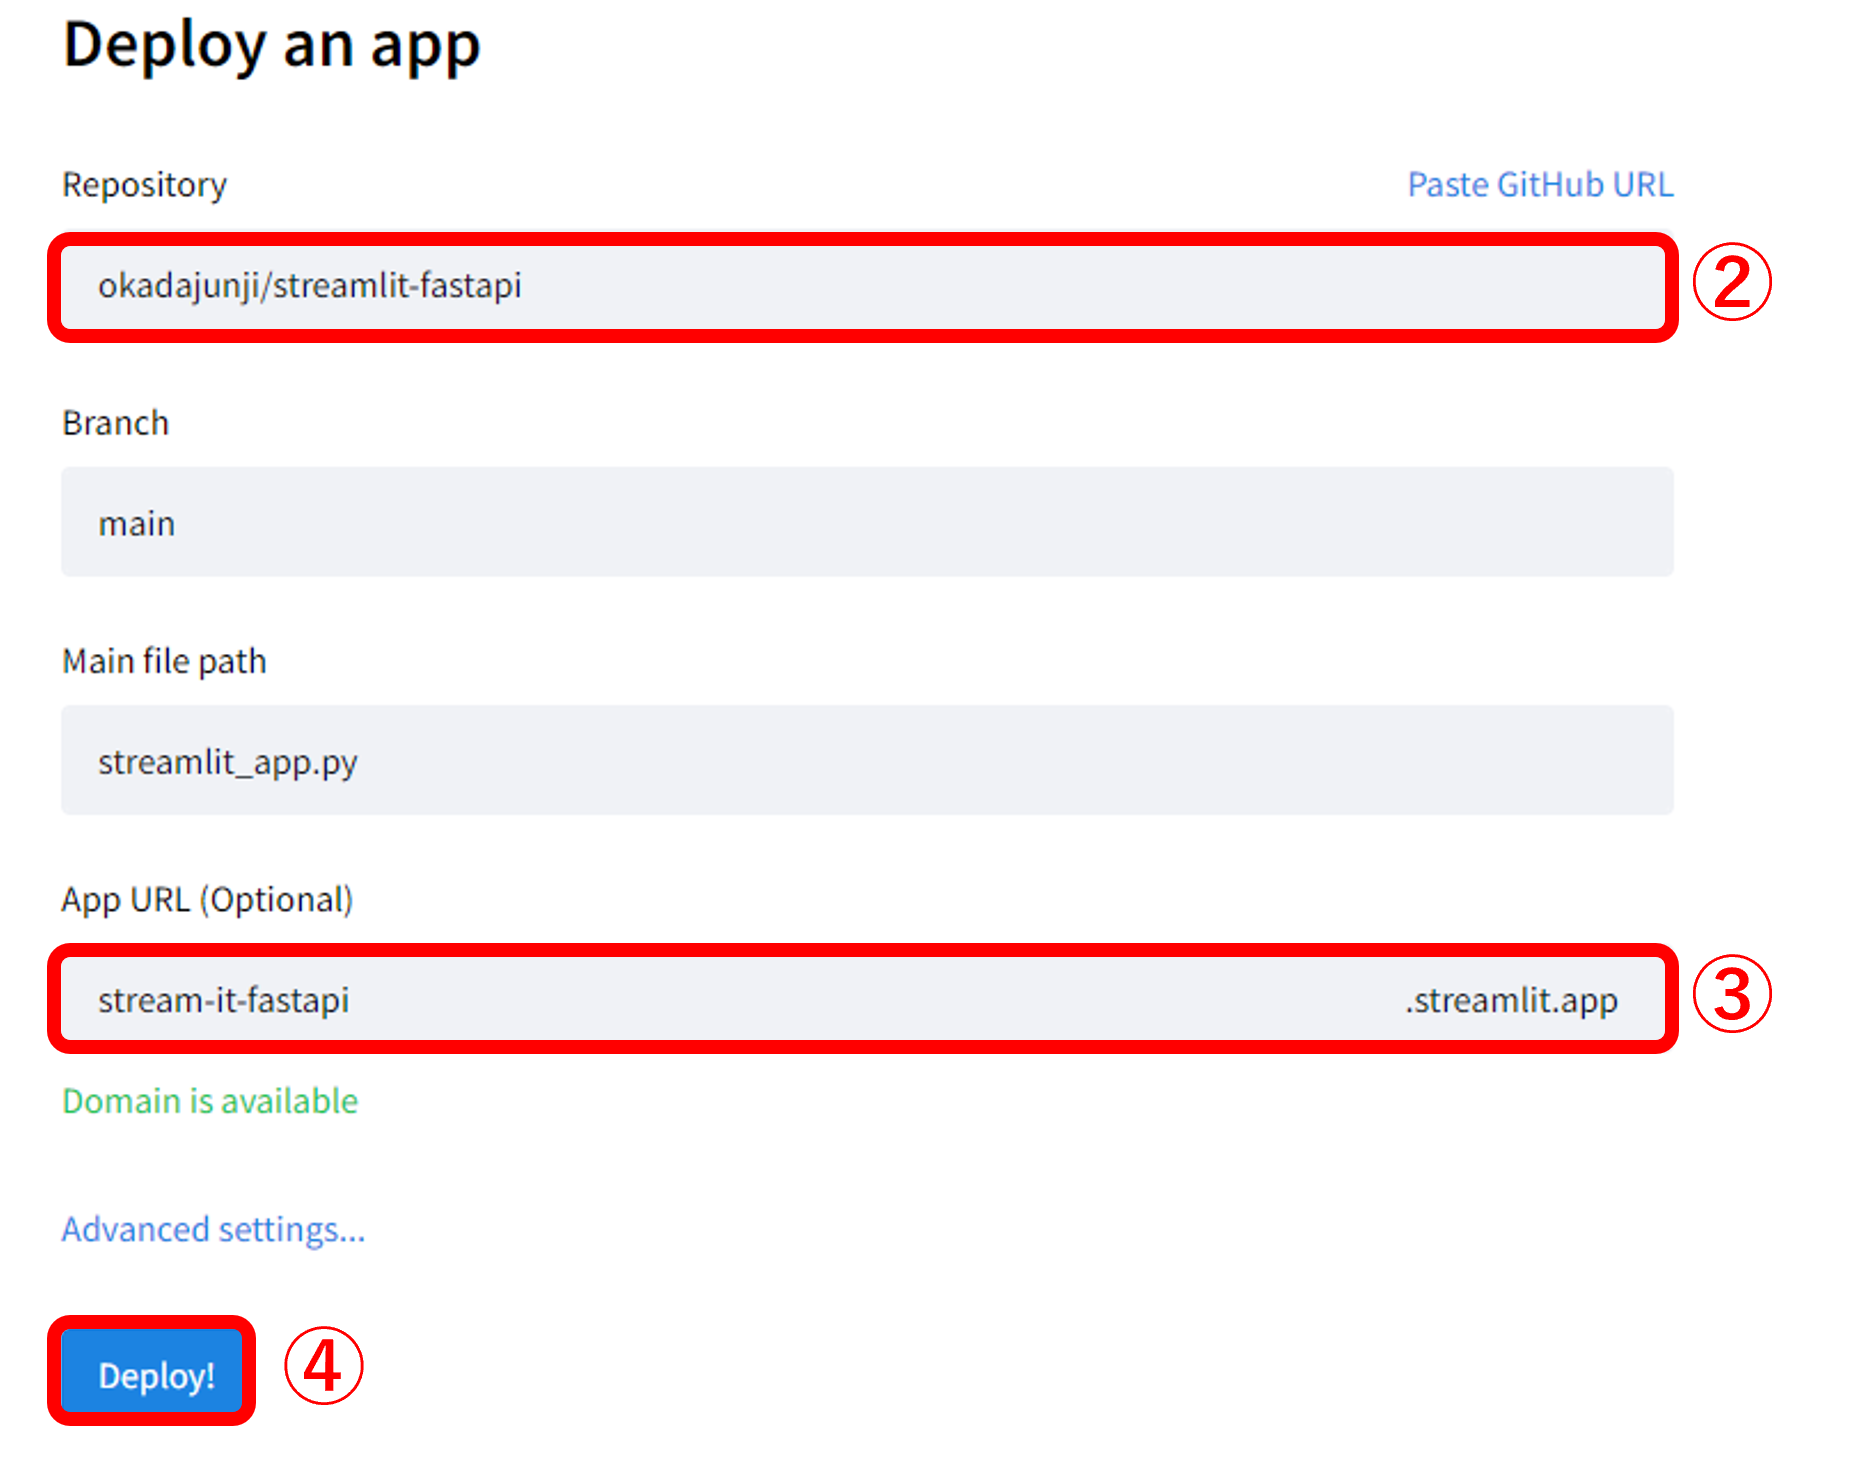 Deploy an app
Repository
Paste GitHub URL
okadajunji/streamlit-fastapi
②
Branch
main
Main file path
streamlit_app.py
App URL (Optional)
stream-it-fastapi
.streamlit.app
③
Domain is available
Advanced settings...
Deploy!
④